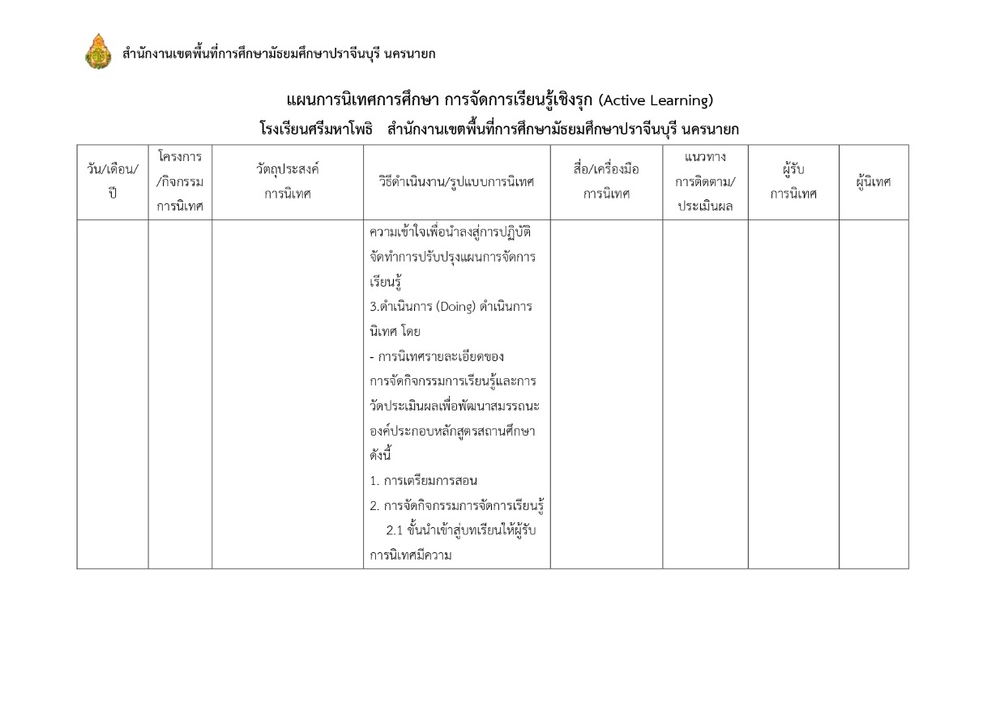 สำนักงานเขตพื้นที่การศึกษามัธยมศึกษาปราจีนบุรี นครนายก
แผนการนิเทศการศึกษา การจัดการเรียนรู้เชิงรุก (Active Learning)
โรงเรียนศรีมหาโพธิ สำนักงานเขตพื้นที่การศึกษามัธยมศึกษาปราจีนบุรี นครนายก
วัน/เดือน/
ปี
โครงการ
/กิจกรรม
การนิเทศ
วัตถุประสงค์
การนิเทศ
วิธีดำเนินงาน/รูปแบบการนิเทศ
สื่อ/เครื่องมือ
การนิเทศ
แนวทาง
การติดตาม/
ประเมินผล
ผู้รับ
การนิเทศ
ผู้นิเทศ
ความเข้าใจเพื่อนำลงสู่การปฏิบัติ
จัดทำการปรับปรุงแผนการจัดการ
เรียนรู้
3.ดำเนินการ (Doing) ดำเนินการ
นิเทศ โดย
- การนิเทศรายละเอียดของ
การจัดกิจกรรมการเรียนรู้และการ
วัดประเมินผลเพื่อพัฒนาสมรรถนะ
องค์ประกอบหลักสูตรสถานศึกษา
ดังนี้
1. การเตรียมการสอน
2. การจัดกิจกรรมการจัดการเรียนรู้
2.1 ขั้นนำเข้าสู่บทเรียนให้ผู้รับ
การนิเทศมีความ